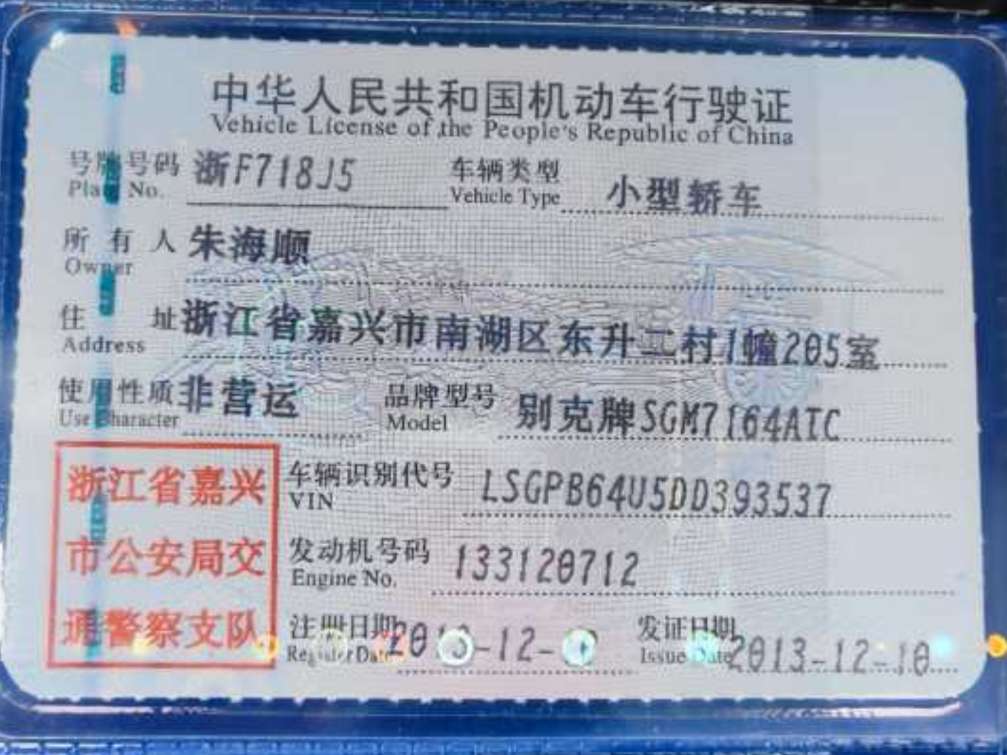 中华人民共和国机动车行驶证
Vehicle License of the People's Republic of China
号牌号码 浙F718J5 车辆类型 小型轿车
Plate No. Vehicle Type
所有人 朱海顺
Owner
住址 浙江省嘉兴市南湖区东升二村1幢205室
Address
使用性质 非营运 品牌型号 别克牌SGM7164ATC
Use Character Model
浙江省嘉兴
市公安局交
通警察支队
车辆识别代号 LSGPB64U5DD393537
VIN
发动机号码 133120712
Engine No.
注册日期 2013-12- 发证日期 2013-12-10
Register Date Issue Date